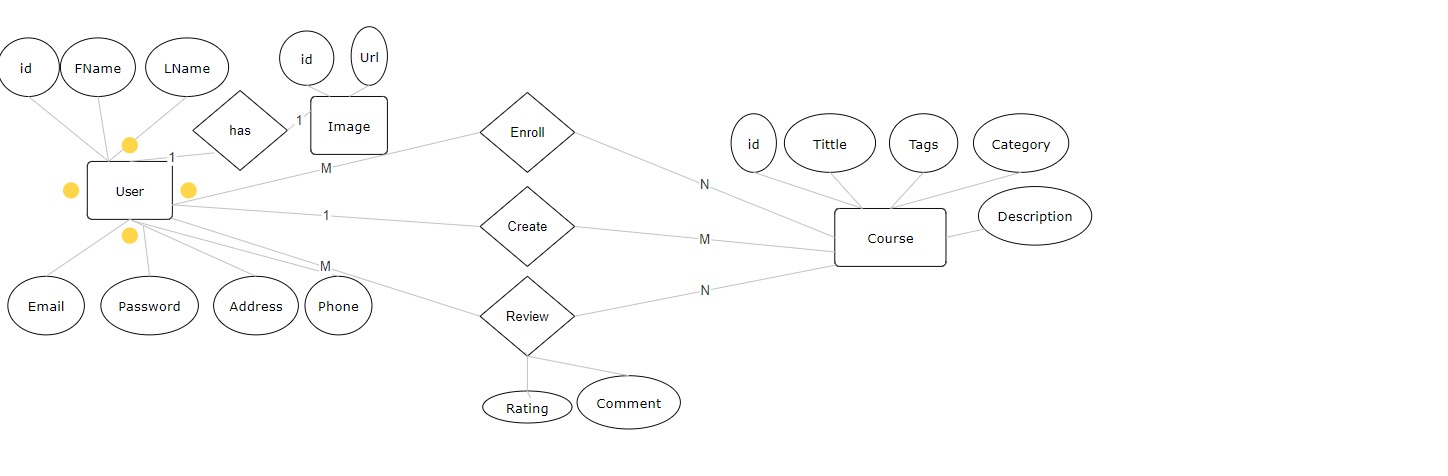 id
FName
LName
id
Url
has
1
Image
1
User
M
Enroll
N
id
Tittle
Tags
Category
Description
1
Create
M
Course
M
Review
N
Email
Password
Address
Phone
Rating
Comment